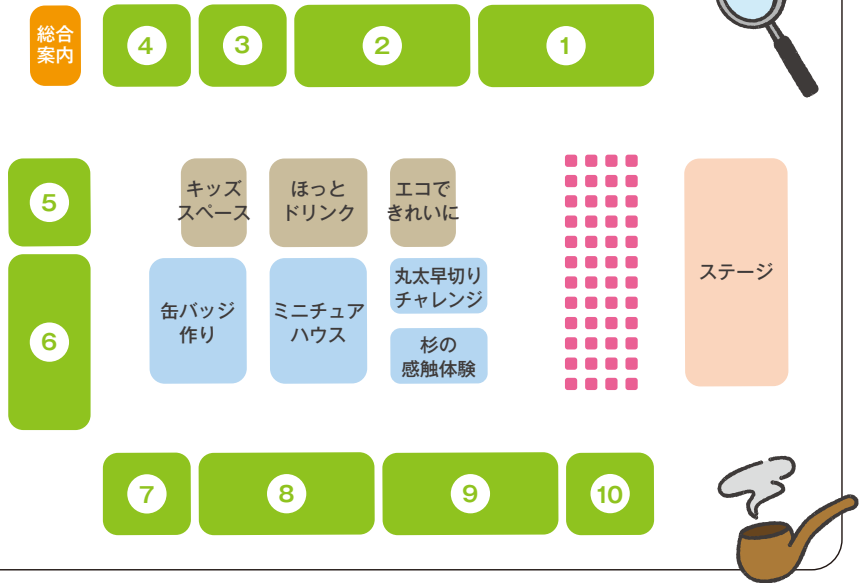 総合
案内
4
3
2
1
5
キッズ
スペース
ほっと
ドリンク
エコで
きれいに
ステージ
6
缶バッジ
作り
ミニチュア
ハウス
丸太早切り
チャレンジ
杉の
感触体験
7
8
9
10